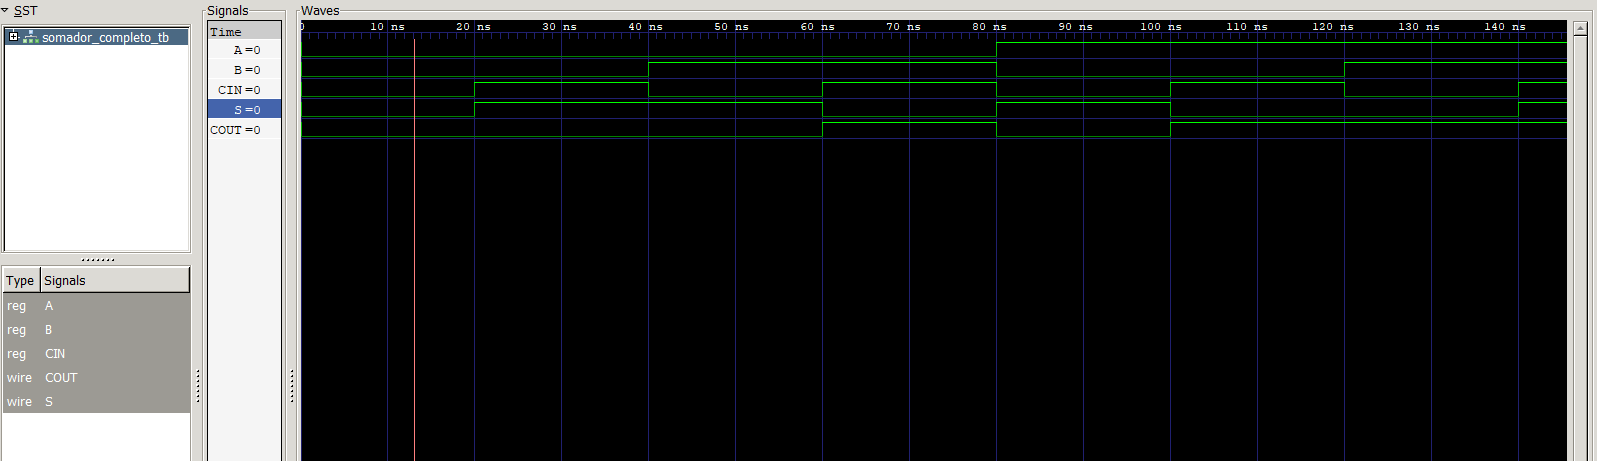 SST
somador_completo_tb
Type Signals
reg A
reg B
reg CIN
wire COUT
wire S
Signals
Time
A=0
B=0
CIN=0
S=0
COUT=0
Waves
0 10 ns 20 ns 30 ns 40 ns 50 ns 60 ns 70 ns 80 ns 90 ns 100 ns 110 ns 120 ns 130 ns 140 ns